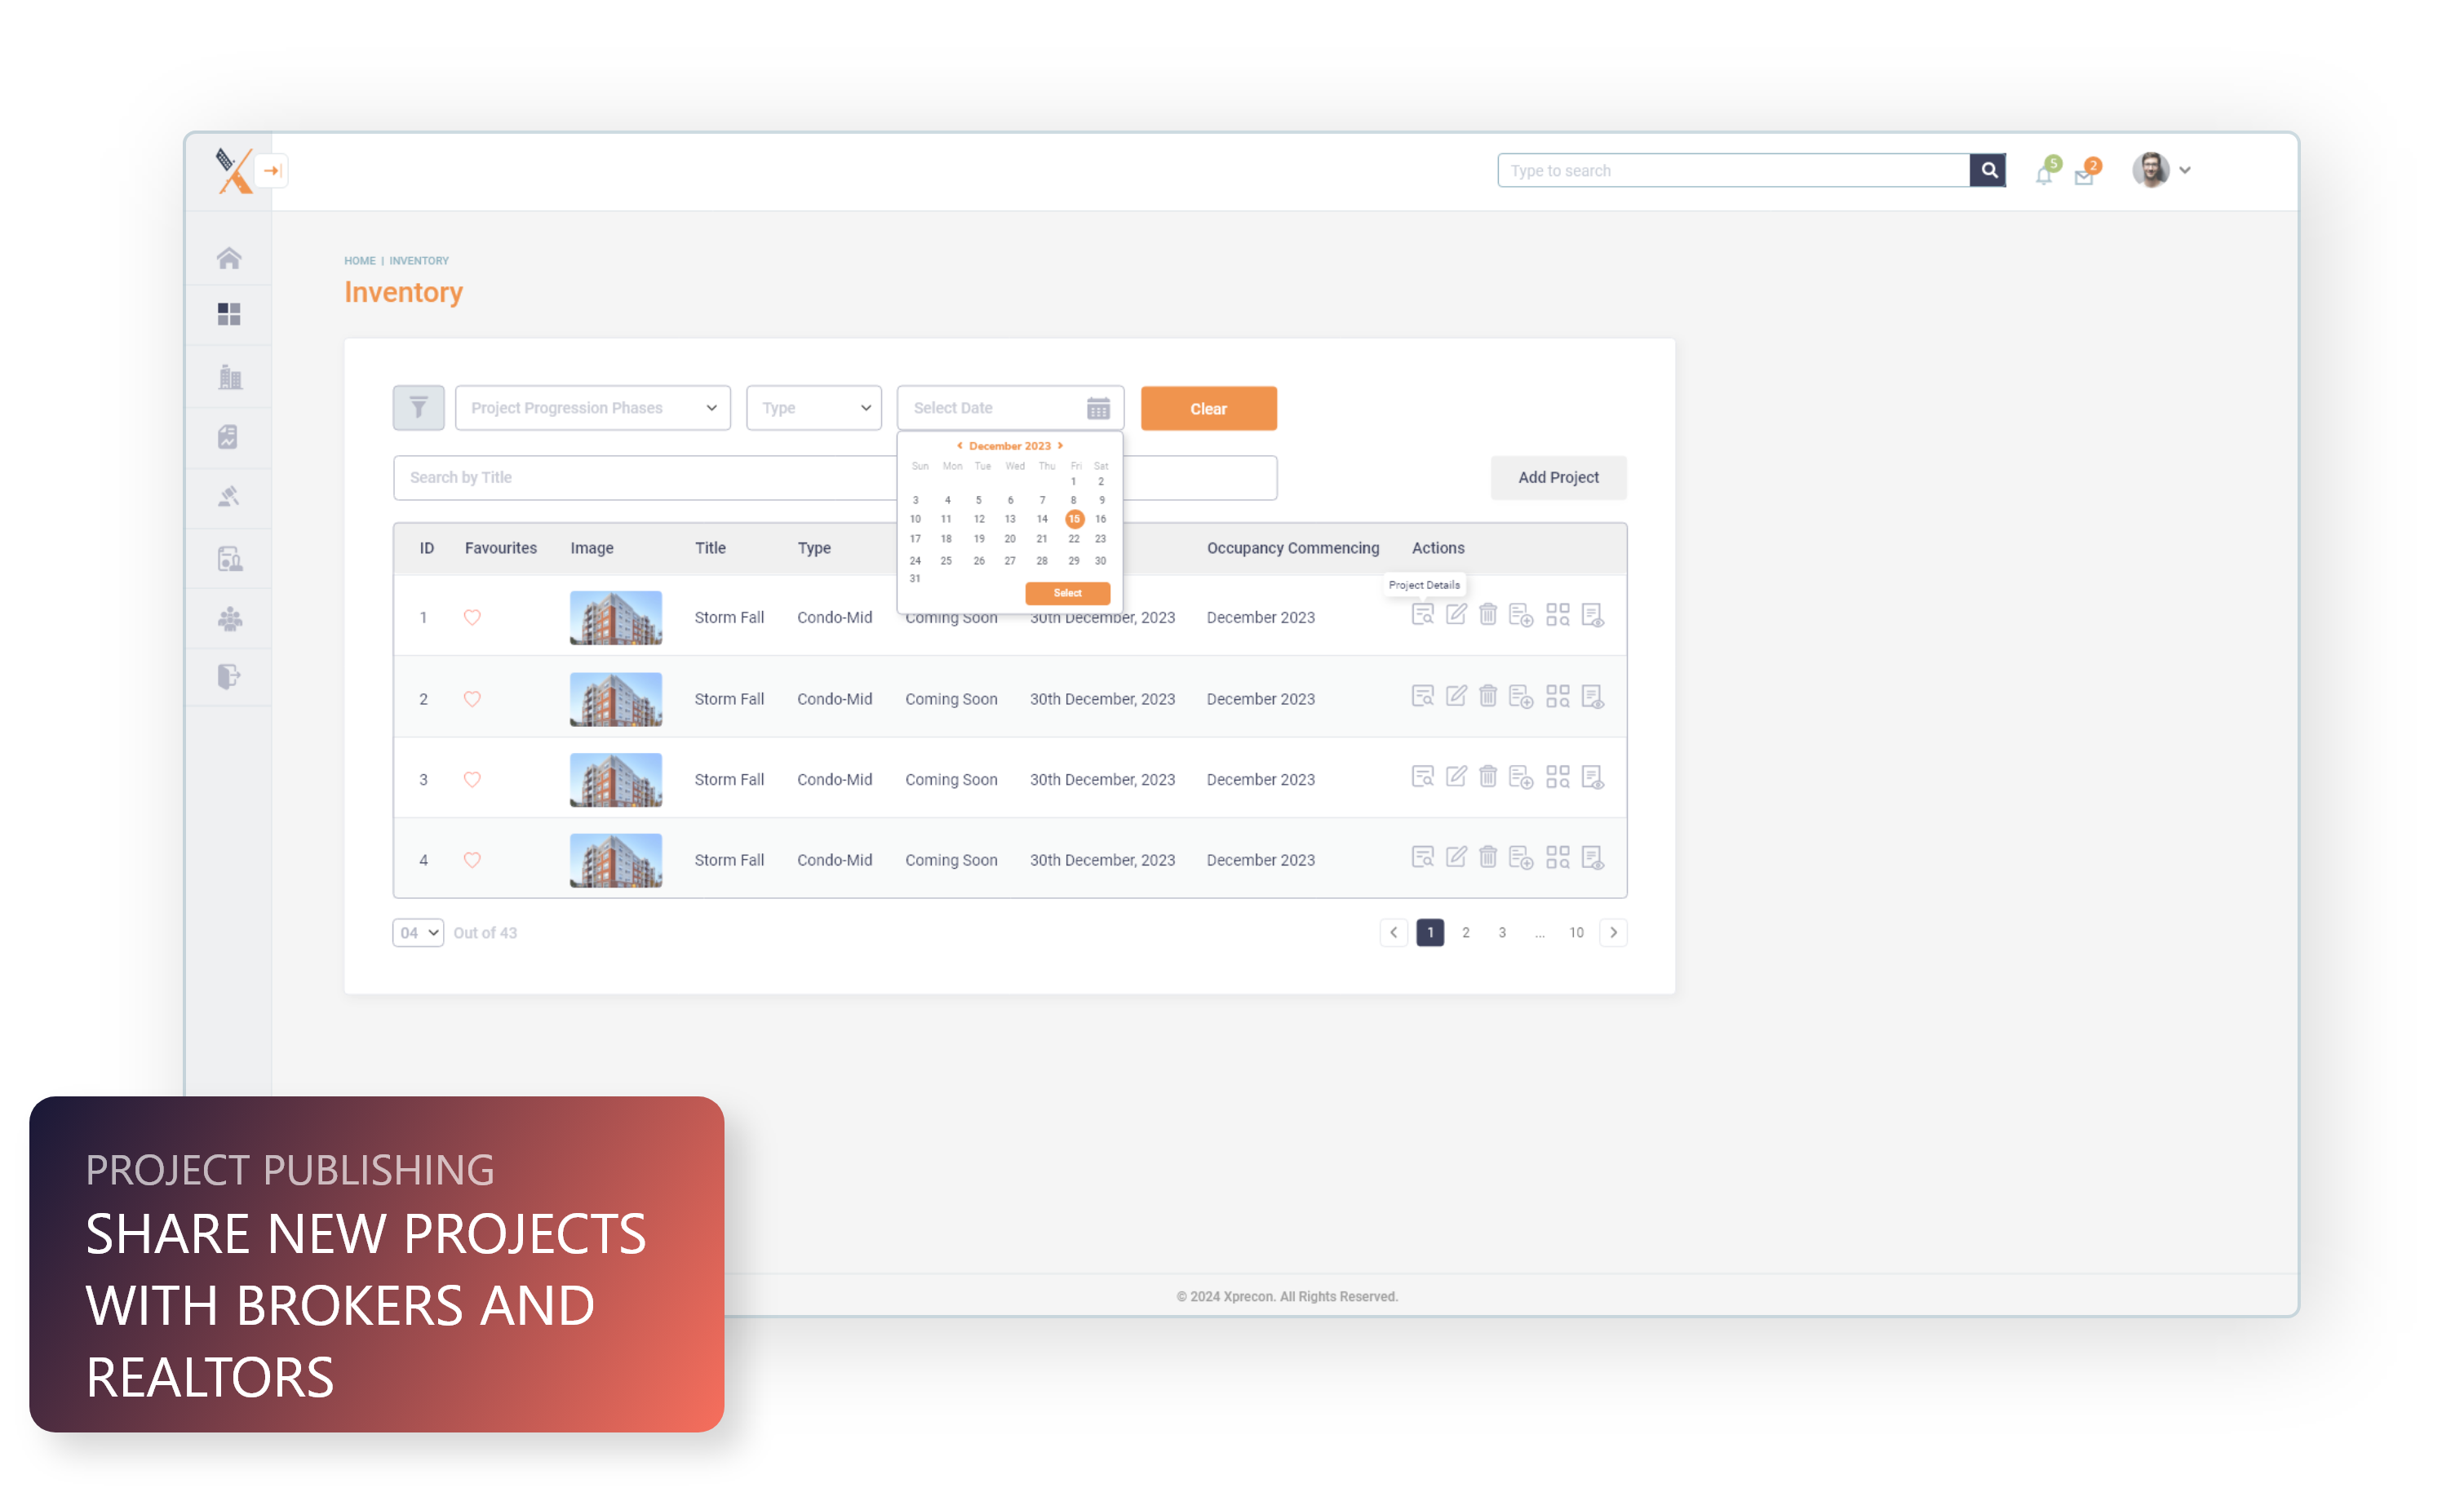 Type to search
5
2
HOME | INVENTORY
Inventory
Project Progression Phases
Type
Select Date
Clear
December 2023
Sun Mon Tue Wed Thu Fri Sat
1 2
3 4 5 6 7 8 9
10 11 12 13 14 15 16
17 18 19 20 21 22 23
24 25 26 27 28 29 30
31
Select
Search by Title
Add Project
ID Favourites Image Title Type Occupancy Commencing Actions
Project Details
1 Storm Fall Condo-Mid Coming Soon 30th December, 2023 December 2023
2 Storm Fall Condo-Mid Coming Soon 30th December, 2023 December 2023
3 Storm Fall Condo-Mid Coming Soon 30th December, 2023 December 2023
4 Storm Fall Condo-Mid Coming Soon 30th December, 2023 December 2023
04 Out of 43
1 2 3 ... 10
PROJECT PUBLISHING
SHARE NEW PROJECTS
WITH BROKERS AND
REALTORS
© 2024 Xprecon. All Rights Reserved.